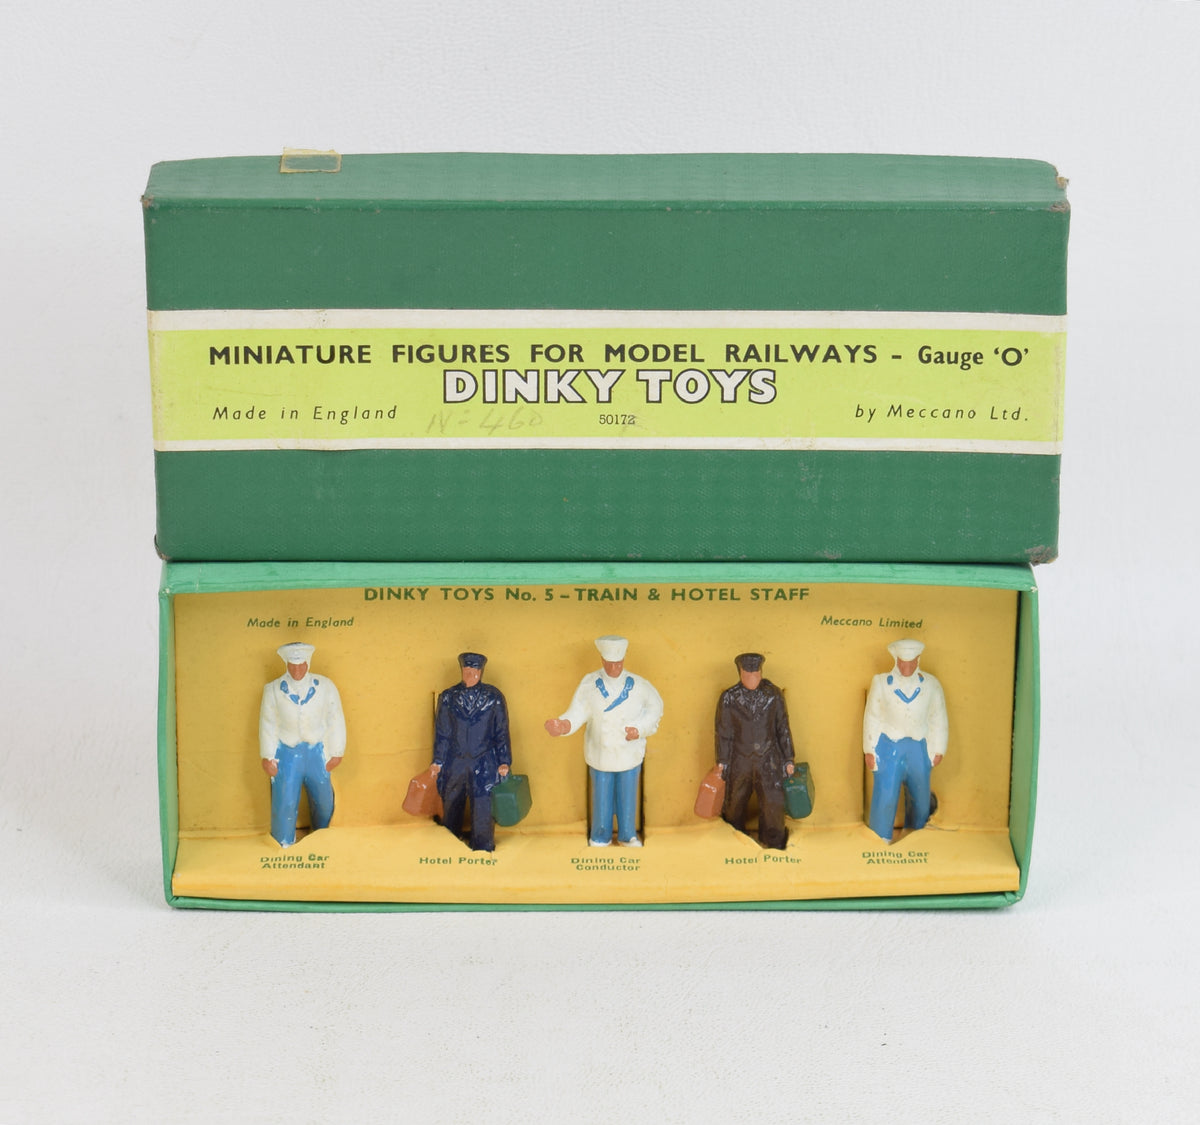 MINIATURE FIGURES FOR MODEL RAILWAYS – Gauge ‘O’
DINKY TOYS
Made in England N° 460 50172 by Meccano Ltd.
DINKY TOYS No. 5 – TRAIN & HOTEL STAFF
Made in England Meccano Limited
Dining Car Attendant
Hotel Porter
Dining Car Conductor
Hotel Porter
Dining Car Attendant